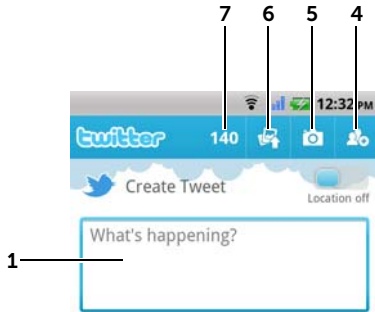 7 6 5 4
12:32 PM
twitter 140
Create Tweet
Location off
What's happening?
1